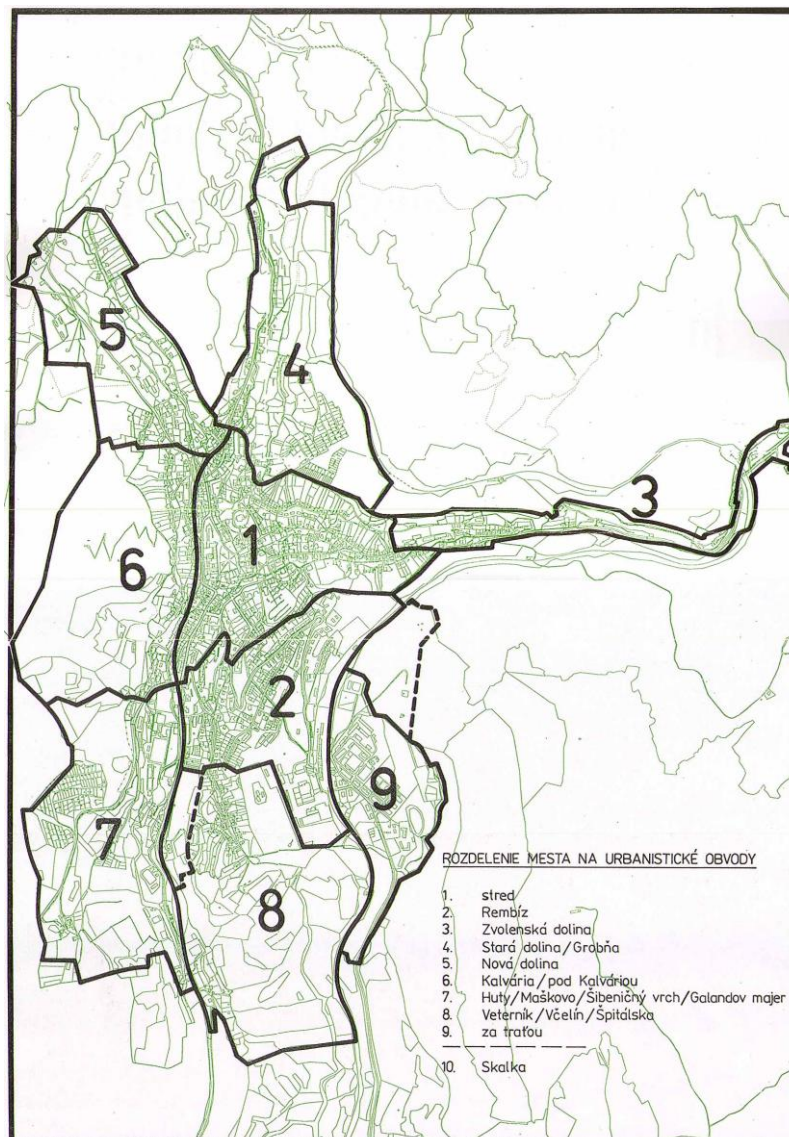 5
4
3
1
6
2
9
7
8
ROZDELENIE MESTA NA URBANISTICKÉ OBVODY
1. stred
2. Rembíz
3. Zvolenská dolina
4. Stará dolina/Grobňa
5. Nová dolina
6. Kalvária/pod Kalváriou
7. Huty/Maškovo/Šibeničný vrch/Galandov majer
8. Veterník/Včelín/Špitálska
9. za traťou
10. Skalka